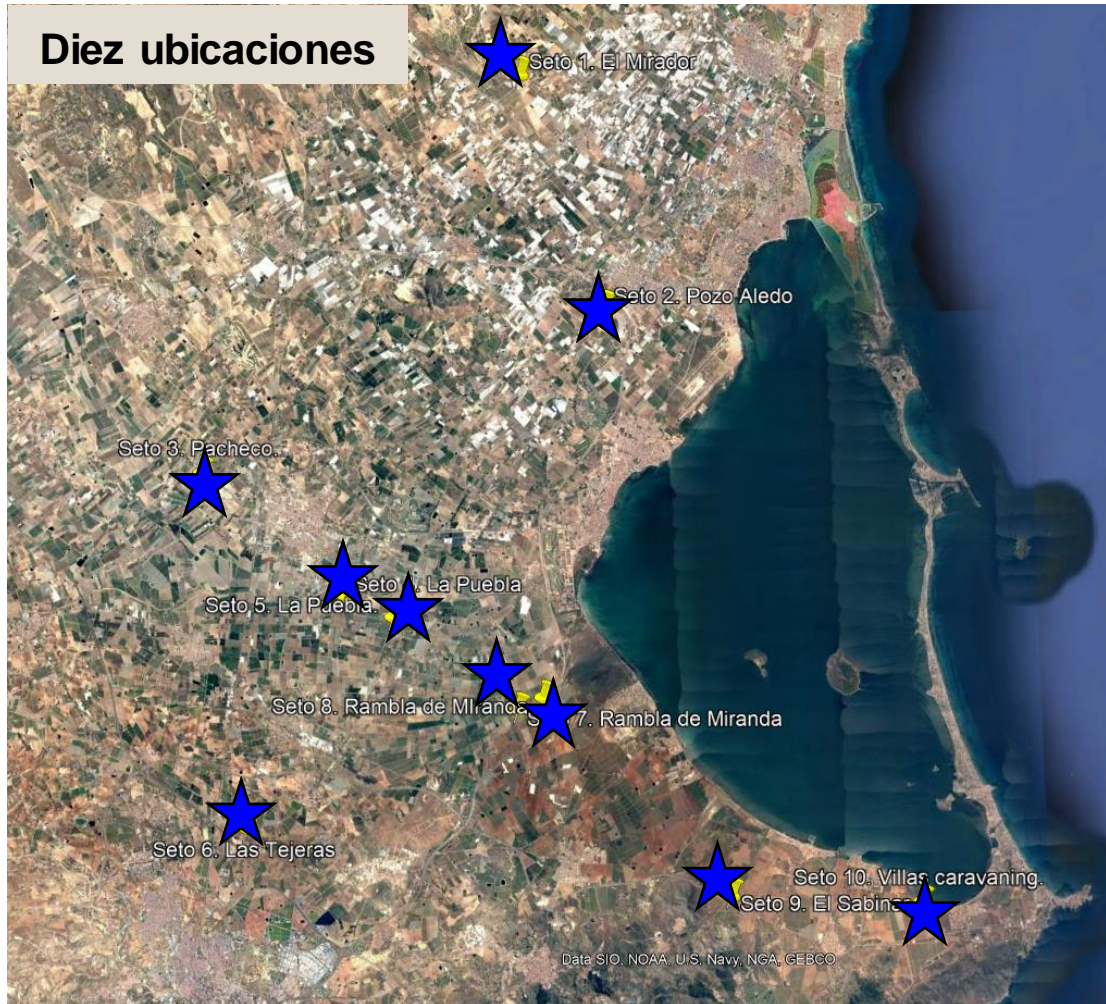 Diez ubicaciones
Seto 1. El Mirador
Seto 2. Pozo Aledo
Seto 3. Pacheco.
Seto La Puebla
Seto 5. La Puebla.
Seto 8. Rambla de MIranda
7. Rambla de Miranda
Seto 6. Las Tejeras
Seto 10. Villas caravaning.
Seto 9. El Sabinar
Data SIO, NOAA, U.S. Navy, NGA, GEBCO